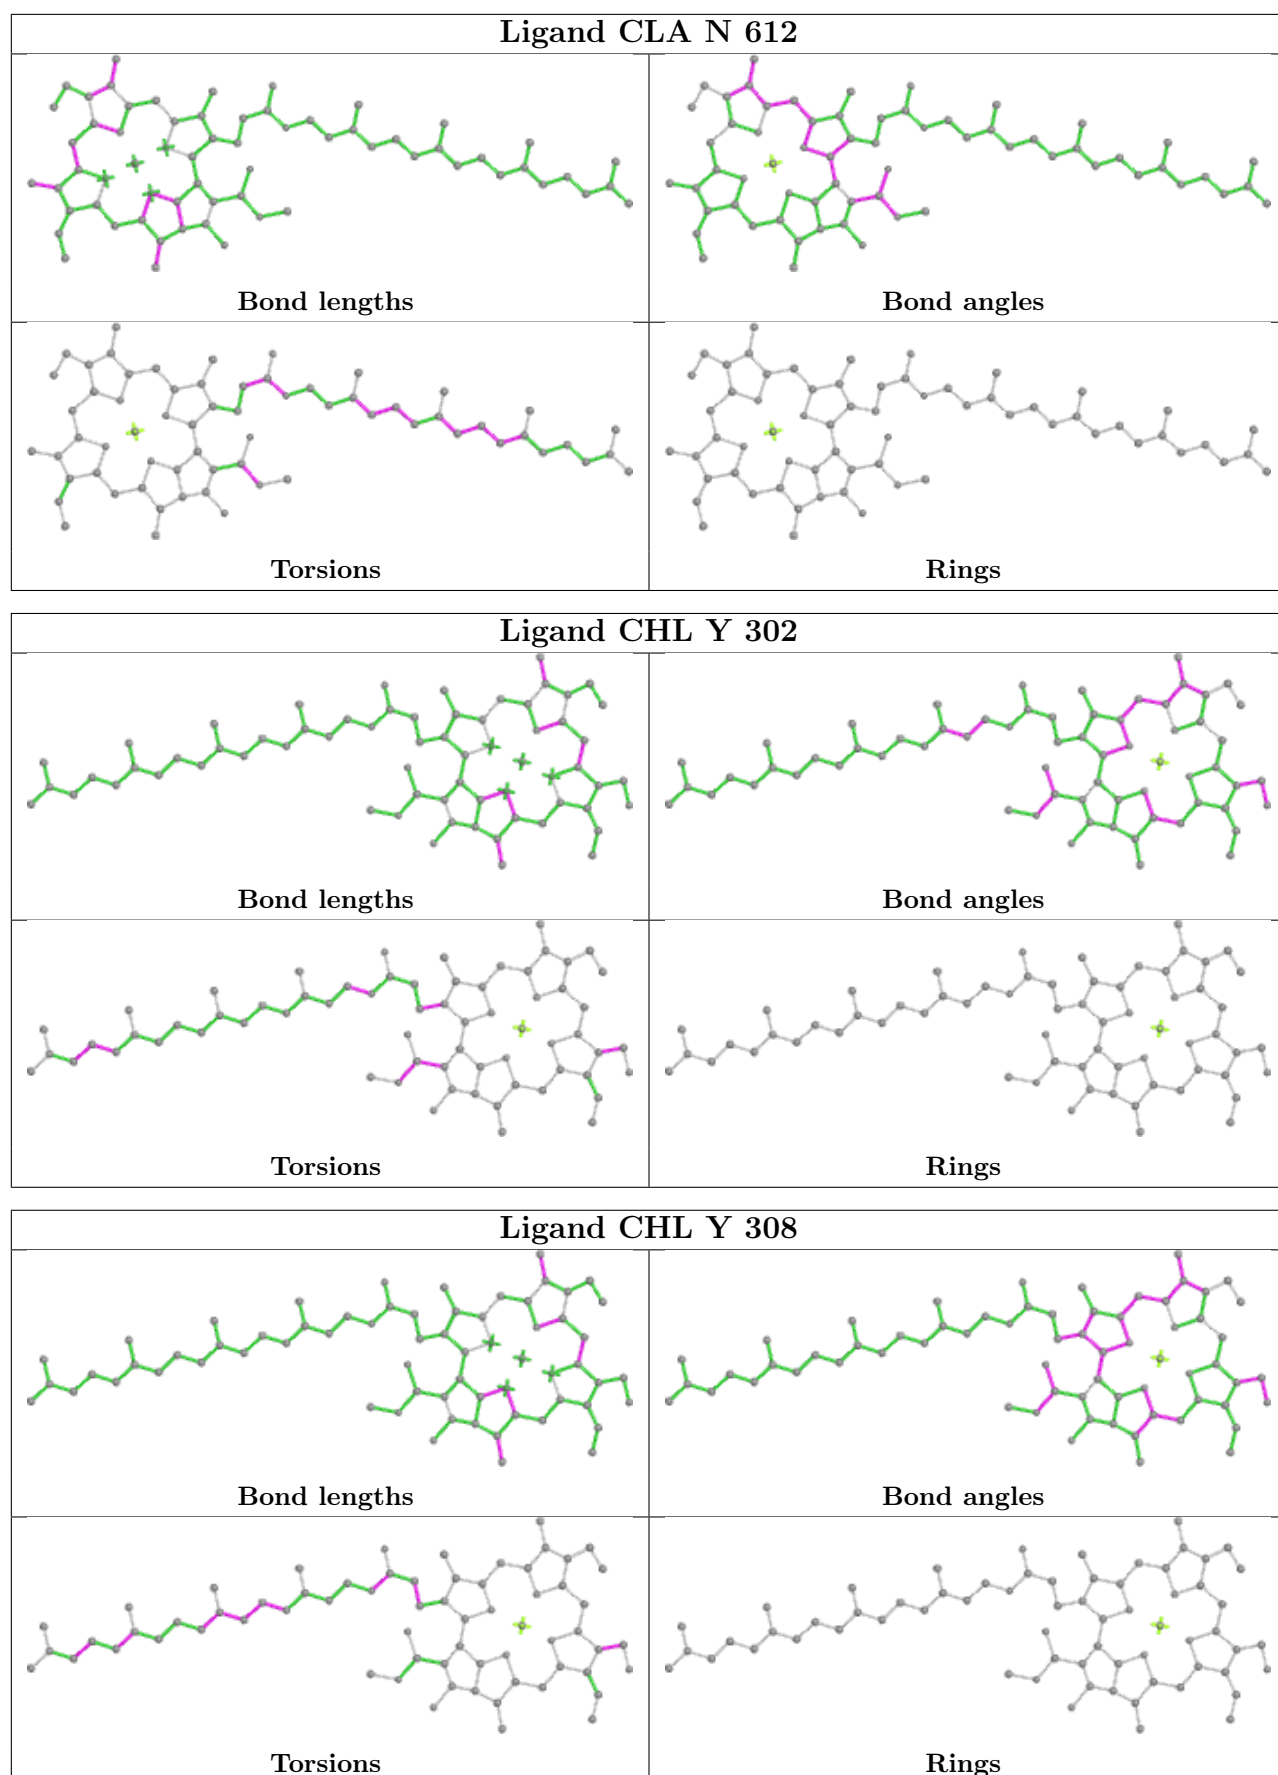 Ligand CLA N 612
Bond lengths
Bond angles
Torsions
Rings
Ligand CHL Y 302
Bond lengths
Bond angles
Torsions
Rings
Ligand CHL Y 308
Bond lengths
Bond angles
Torsions
Rings